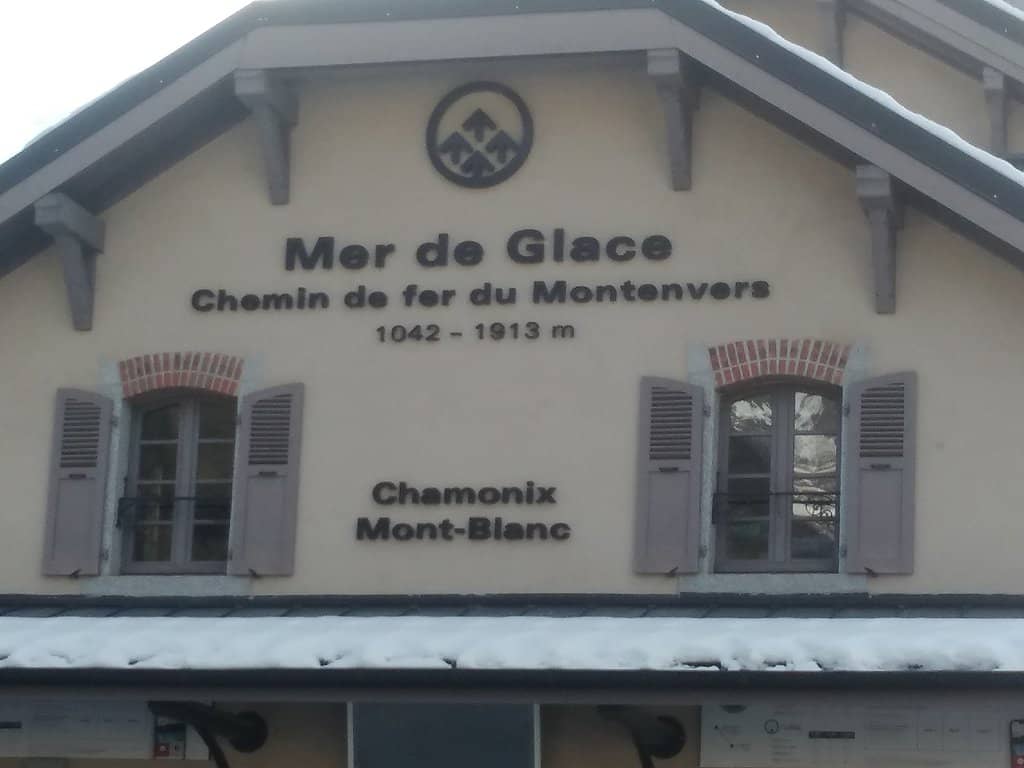 Mer de Glace
Chemin de fer du Montenvers
1042 – 1913 m
Chamonix
Mont-Blanc